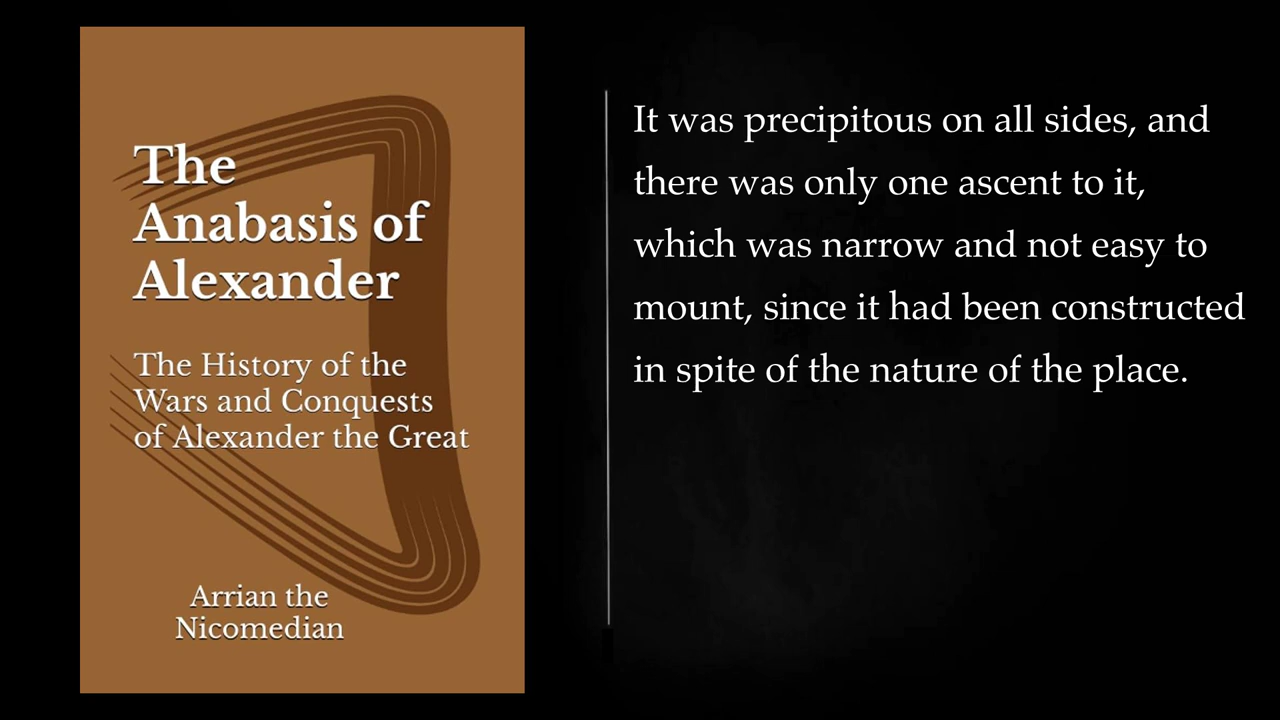 The
Anabasis of
Alexander
The History of the
Wars and Conquests
of Alexander the Great
Arrian the
Nicomedian
It was precipitous on all sides, and
there was only one ascent to it,
which was narrow and not easy to
mount, since it had been constructed
in spite of the nature of the place.